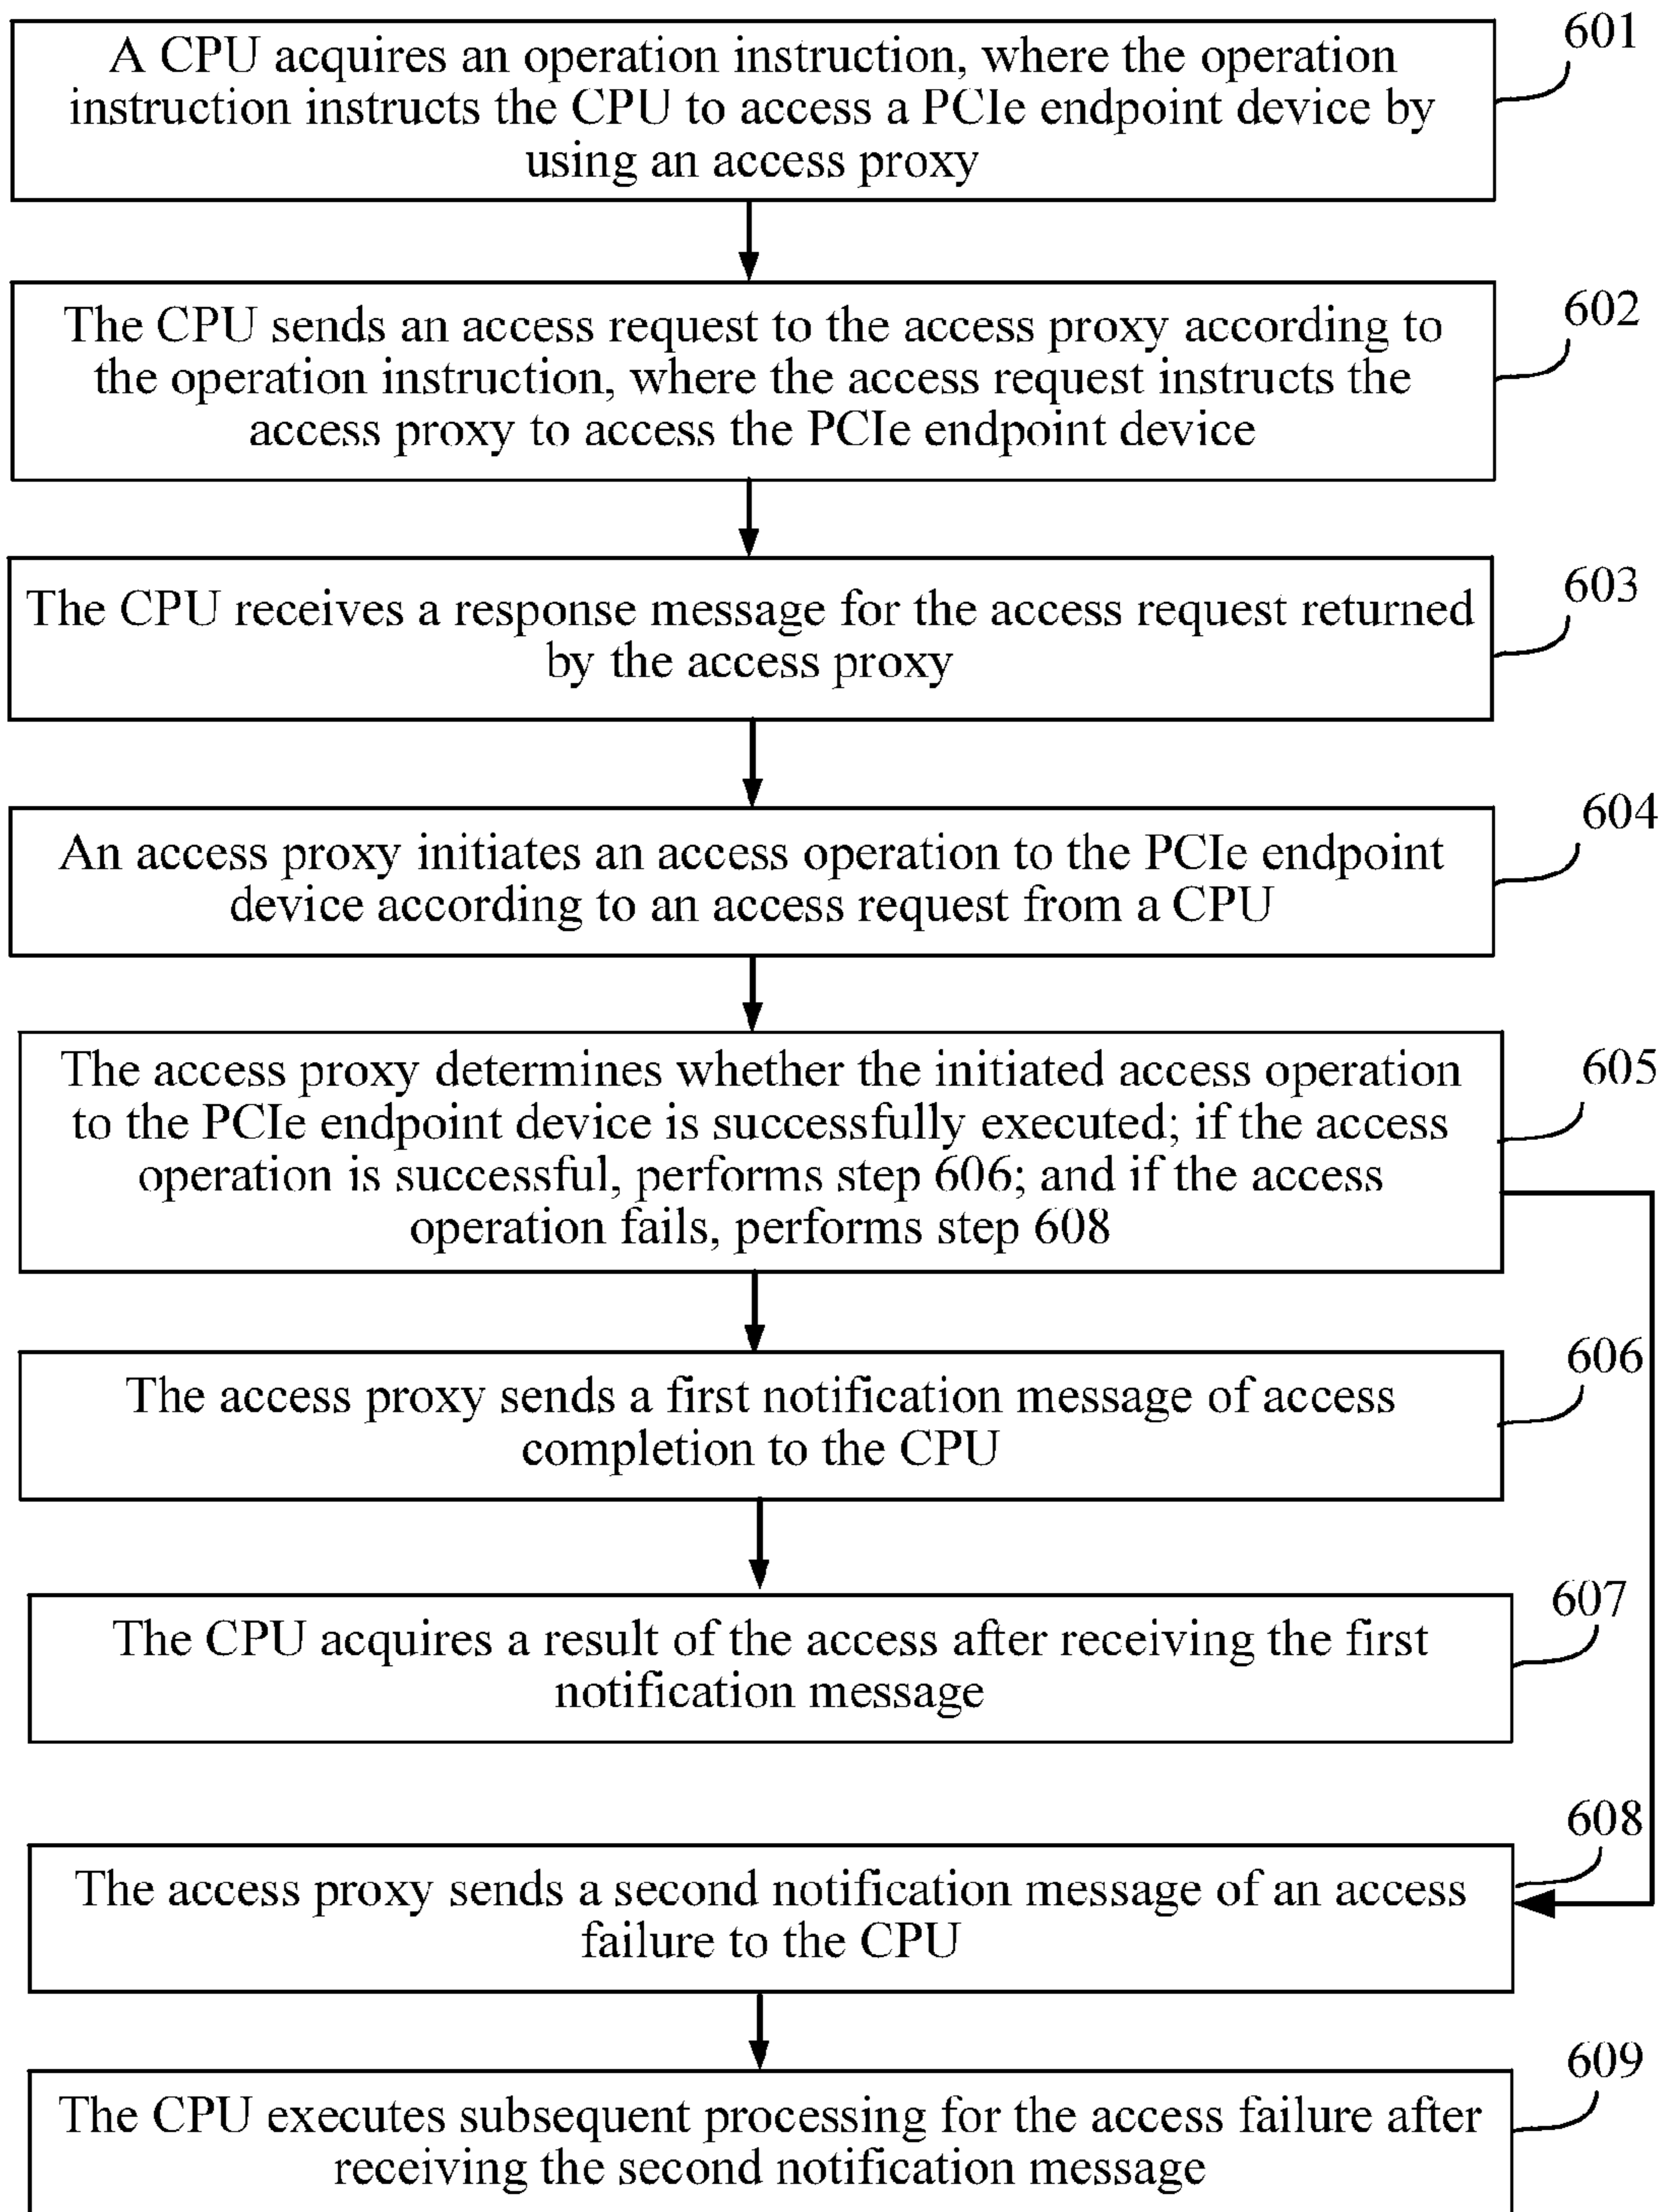 A CPU acquires an operation instruction, where the operation
instruction instructs the CPU to access a PCIe endpoint device by
using an access proxy
601
The CPU sends an access request to the access proxy according to
the operation instruction, where the access request instructs the
access proxy to access the PCIe endpoint device
602
The CPU receives a response message for the access request returned
by the access proxy
603
An access proxy initiates an access operation to the PCIe endpoint
device according to an access request from a CPU
604
The access proxy determines whether the initiated access operation
to the PCIe endpoint device is successfully executed; if the access
operation is successful, performs step 606; and if the access
operation fails, performs step 608
605
The access proxy sends a first notification message of access
completion to the CPU
606
The CPU acquires a result of the access after receiving the first
notification message
607
The access proxy sends a second notification message of an access
failure to the CPU
608
The CPU executes subsequent processing for the access failure after
receiving the second notification message
609